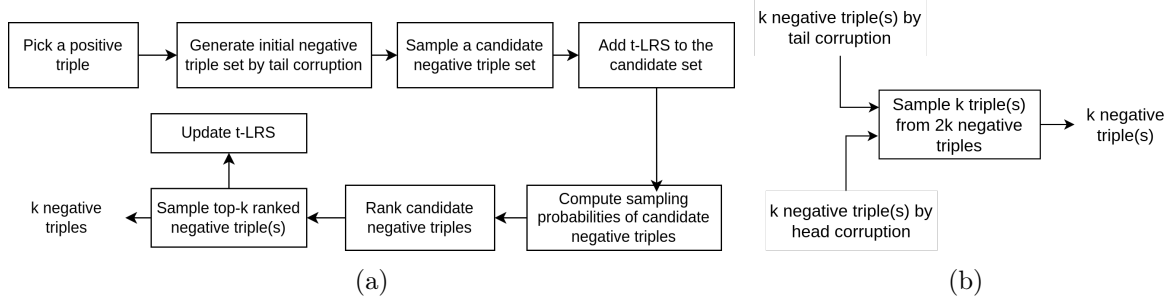 Pick a positive
triple
Generate initial negative
triple set by tail corruption
Sample a candidate
negative triple set
Add t-LRS to the
candidate set
Update t-LRS
k negative
triples
Sample top-k ranked
negative triple(s)
Rank candidate
negative triples
Compute sampling
probabilities of candidate
negative triples
(a)
k negative triple(s) by
tail corruption
Sample k triple(s)
from 2k negative
triples
k negative
triple(s)
k negative triple(s) by
head corruption
(b)